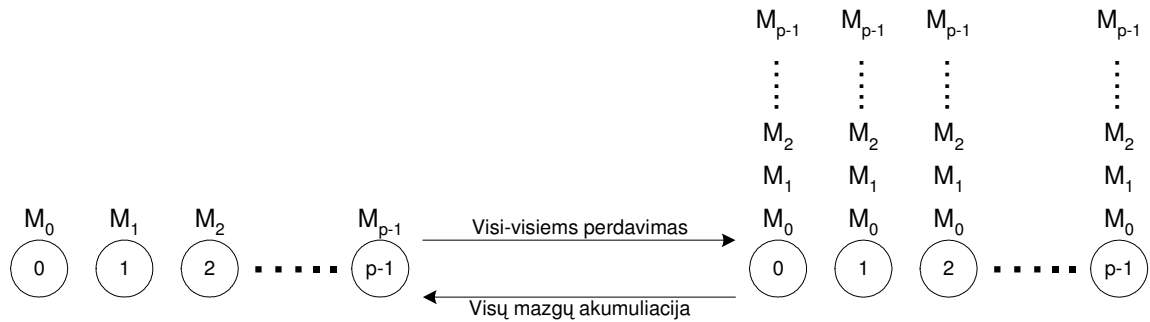 M_{p-1} M_{p-1} M_{p-1} M_{p-1}
M_2 M_2 M_2 M_2
M_1 M_1 M_1 M_1
M_0 M_1 M_2 M_{p-1} M_0 M_0 M_0 M_0
Visi-visiems perdavimas
0 1 2 p-1 0 1 2 p-1
Visų mazgų akumuliacija